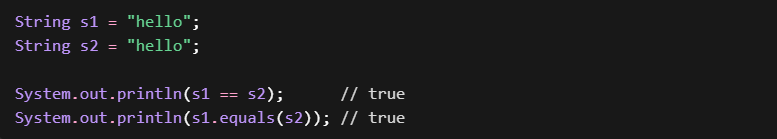 String s1 = "hello";
String s2 = "hello";
System.out.println(s1 == s2);      // true
System.out.println(s1.equals(s2)); // true